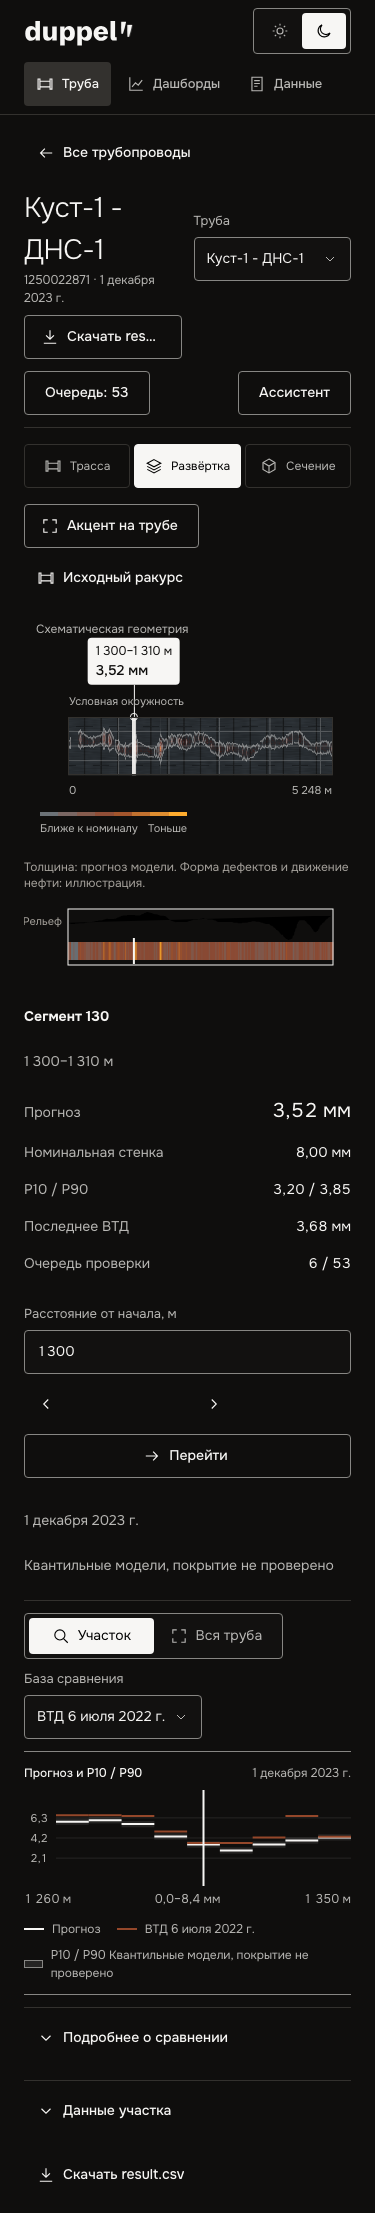 duppel
Труба
Дашборды
Данные
Все трубопроводы
Куст-1 -
ДНС-1
1250022871 · 1 декабря
2023 г.
Труба
Куст-1 - ДНС-1
Скачать res...
Очередь: 53
Ассистент
Трасса
Развёртка
Сечение
Акцент на трубе
Исходный ракурс
Схематическая геометрия
1 300–1 310 м
3,52 мм
Условная окружность
0
5 248 м
Ближе к номиналу
Тоньше
Толщина: прогноз модели. Форма дефектов и движение
нефти: иллюстрация.
Рельеф
Сегмент 130
1 300–1 310 м
Прогноз
3,52 мм
Номинальная стенка
8,00 мм
P10 / P90
3,20 / 3,85
Последнее ВТД
3,68 мм
Очередь проверки
6 / 53
Расстояние от начала, м
1 300
Перейти
1 декабря 2023 г.
Квантильные модели, покрытие не проверено
Участок
Вся труба
База сравнения
ВТД 6 июля 2022 г.
Прогноз и P10 / P90
1 декабря 2023 г.
6,3
4,2
2,1
1 260 м
0,0–8,4 мм
1 350 м
Прогноз
ВТД 6 июля 2022 г.
P10 / P90 Квантильные модели, покрытие не
проверено
Подробнее о сравнении
Данные участка
Скачать result.csv